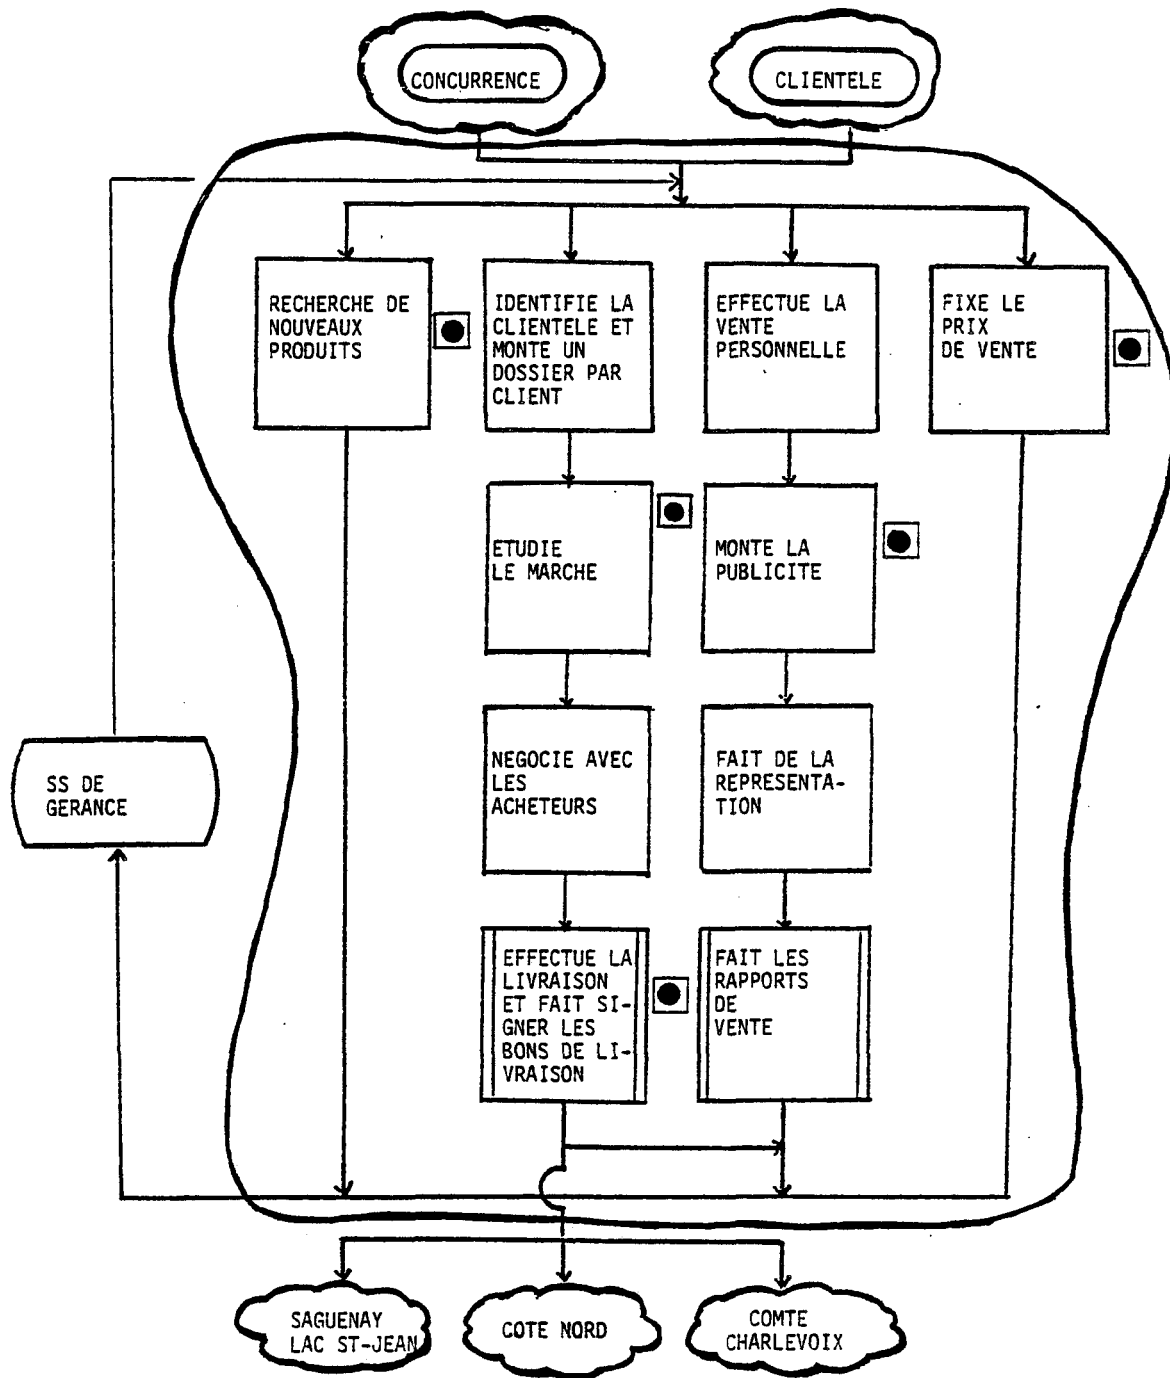 CONCURRENCE
CLIENTELE
RECHERCHE DE
NOUVEAUX
PRODUITS
IDENTIFIE LA
CLIENTELE ET
MONTE UN
DOSSIER PAR
CLIENT
EFFECTUE LA
VENTE
PERSONNELLE
FIXE LE
PRIX
DE VENTE
ETUDIE
LE MARCHE
MONTE LA
PUBLICITE
SS DE
GERANCE
NEGOCIE AVEC
LES
ACHETEURS
FAIT DE LA
REPRESENTA-
TION
EFFECTUE LA
LIVRAISON
ET FAIT SI-
GNER LES
BONS DE LI-
VRAISON
FAIT LES
RAPPORTS
DE
VENTE
SAGUENAY
LAC ST-JEAN
COTE NORD
COMTE
CHARLEVOIX